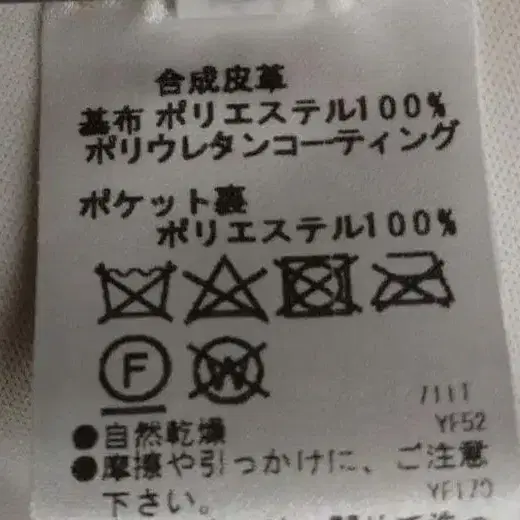 合成皮革
基布 ポリエステル100%
ポリウレタンコーティング
ポケット裏
ポリエステル100%
F
W
7111
YF52
●自然乾燥
●摩擦や引っかけに、ご注意
YF170
下さい。